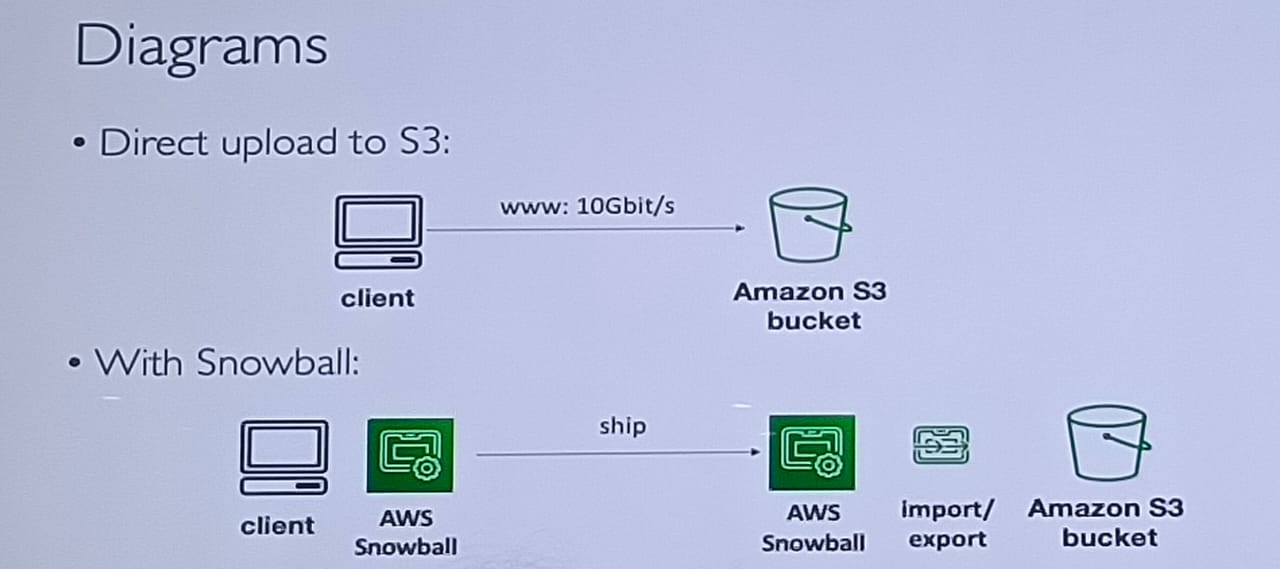 Diagrams
• Direct upload to S3:
www: 10Gbit/s
client
Amazon S3
bucket
• With Snowball:
ship
client
AWS
Snowball
AWS
Snowball
import/
export
Amazon S3
bucket